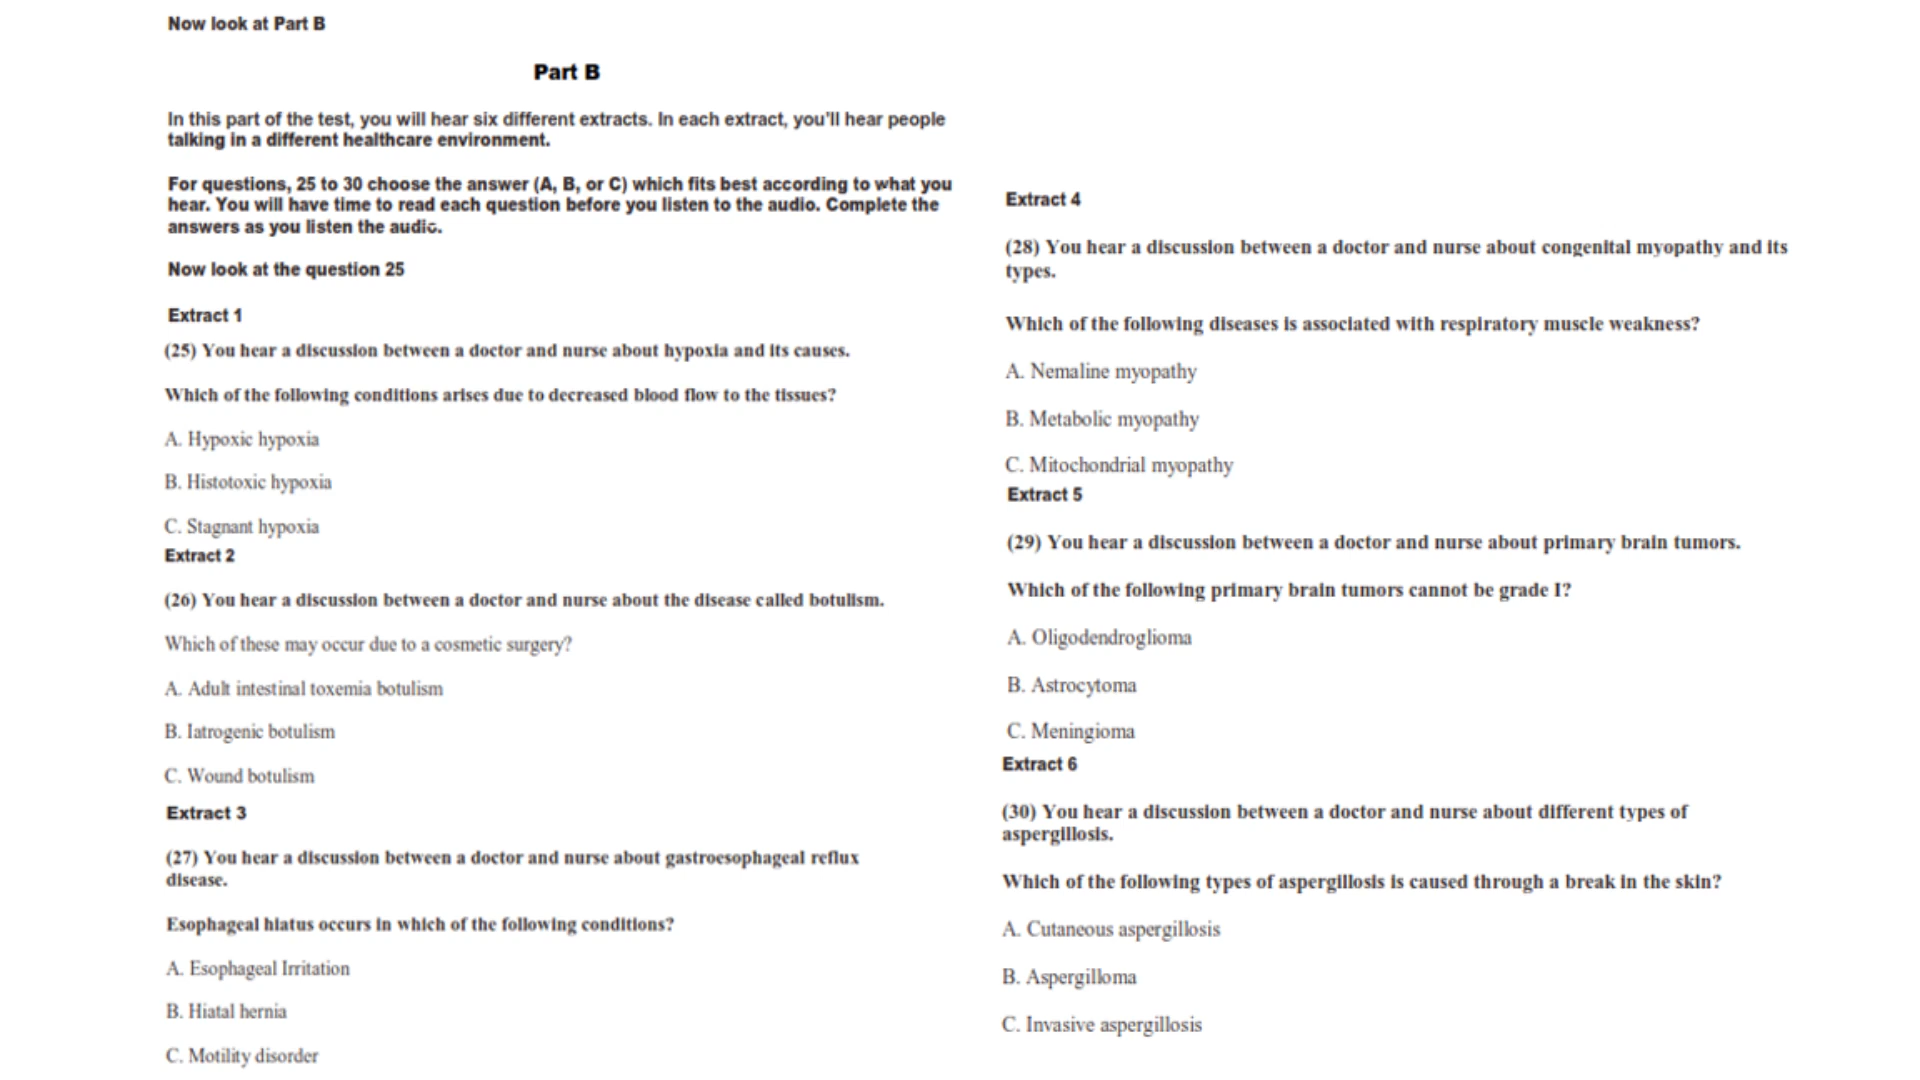 Now look at Part B
Part B
In this part of the test, you will hear six different extracts. In each extract, you'll hear people
talking in a different healthcare environment.
For questions, 25 to 30 choose the answer (A, B, or C) which fits best according to what you
hear. You will have time to read each question before you listen to the audio. Complete the
answers as you listen the audio.
Now look at the question 25
Extract 1
(25) You hear a discussion between a doctor and nurse about hypoxia and its causes.
Which of the following conditions arises due to decreased blood flow to the tissues?
A. Hypoxic hypoxia
B. Histotoxic hypoxia
C. Stagnant hypoxia
Extract 2
(26) You hear a discussion between a doctor and nurse about the disease called botulism.
Which of these may occur due to a cosmetic surgery?
A. Adult intestinal toxemia botulism
B. Iatrogenic botulism
C. Wound botulism
Extract 3
(27) You hear a discussion between a doctor and nurse about gastroesophageal reflux
disease.
Esophageal hiatus occurs in which of the following conditions?
A. Esophageal Irritation
B. Hiatal hernia
C. Motility disorder
Extract 4
(28) You hear a discussion between a doctor and nurse about congenital myopathy and its
types.
Which of the following diseases is associated with respiratory muscle weakness?
A. Nemaline myopathy
B. Metabolic myopathy
C. Mitochondrial myopathy
Extract 5
(29) You hear a discussion between a doctor and nurse about primary brain tumors.
Which of the following primary brain tumors cannot be grade I?
A. Oligodendroglioma
B. Astrocytoma
C. Meningioma
Extract 6
(30) You hear a discussion between a doctor and nurse about different types of
aspergillosis.
Which of the following types of aspergillosis is caused through a break in the skin?
A. Cutaneous aspergillosis
B. Aspergilloma
C. Invasive aspergillosis